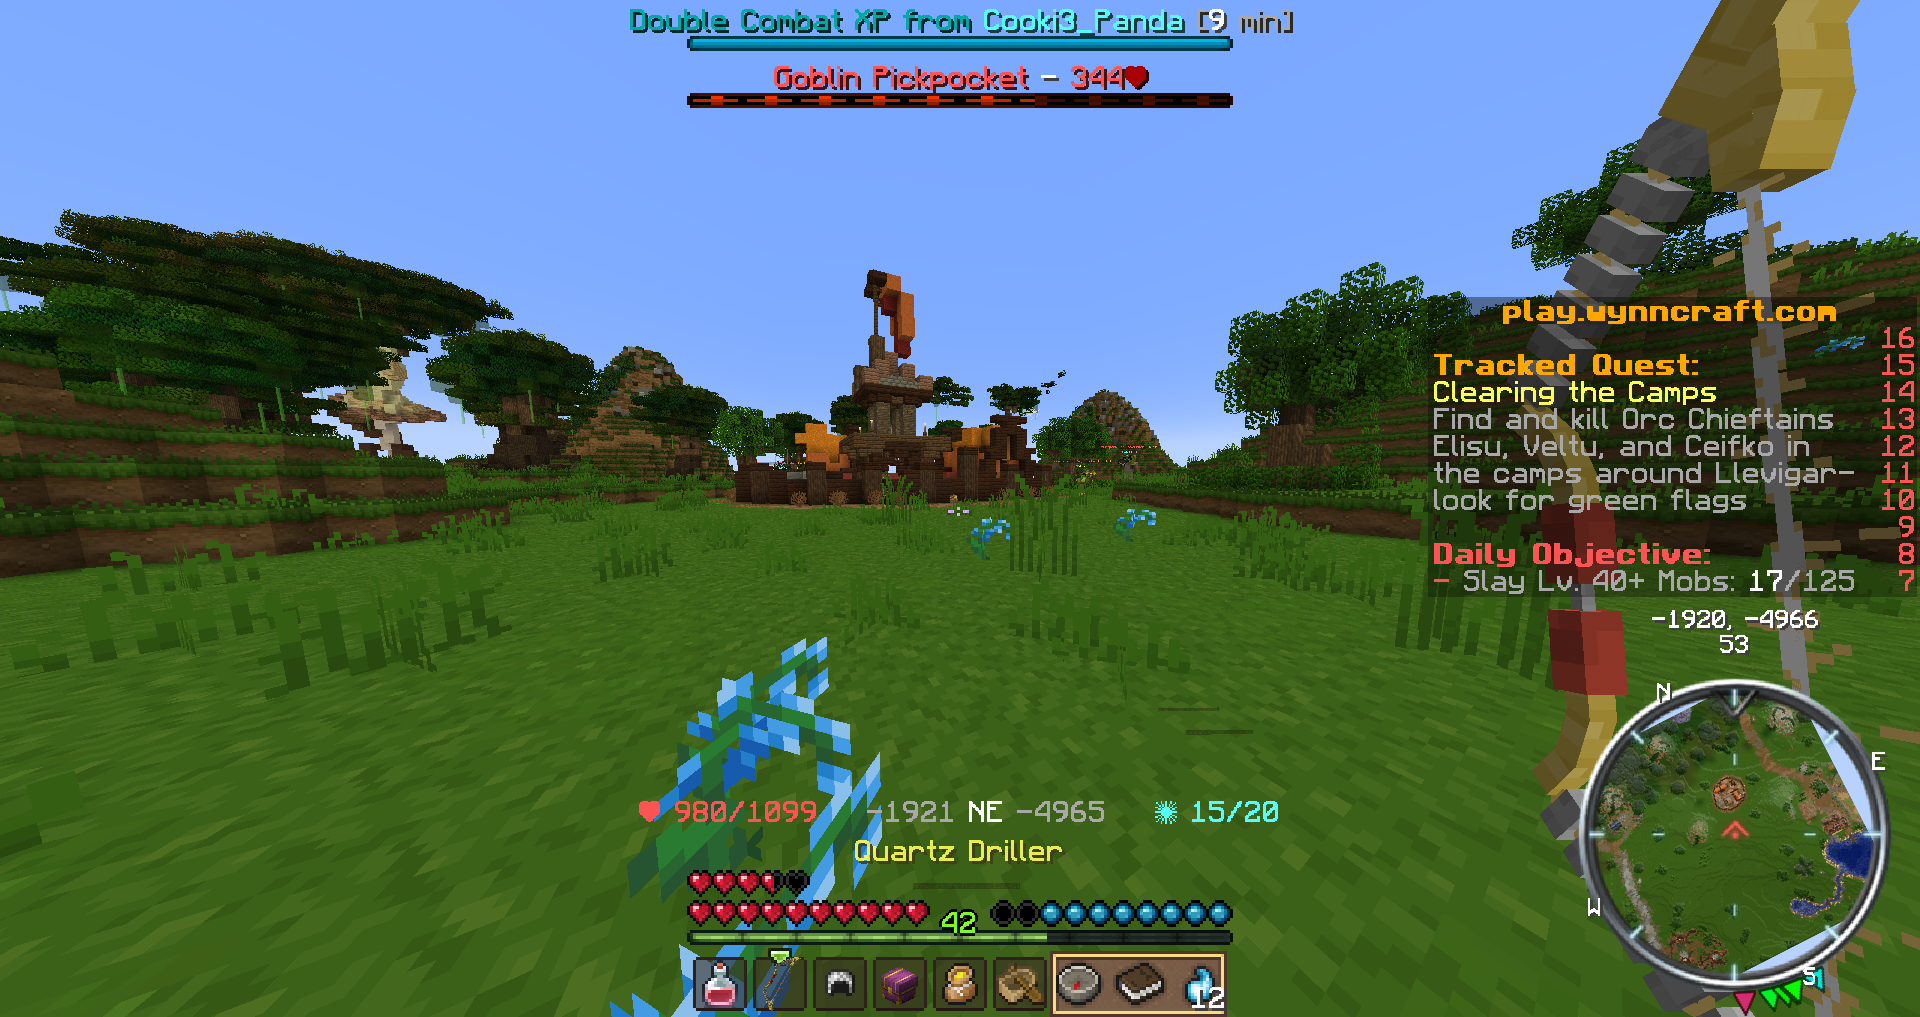 Double Combat XP from Cooki3_Panda [9 min]
Goblin Pickpocket - 344
play.wynncraft.com
16
Tracked Quest: 15
Clearing the Camps 14
Find and kill Orc Chieftains 13
Elisu, Veltu, and Ceifko in 12
the camps around Llevigar- 11
look for green flags 10
9
Daily Objective: 8
- Slay Lv. 40+ Mobs: 17/125 7
-1920, -4966
53
N
E
W
S
980/1099 -1921 NE -4965 15/20
Quartz Driller
42
12